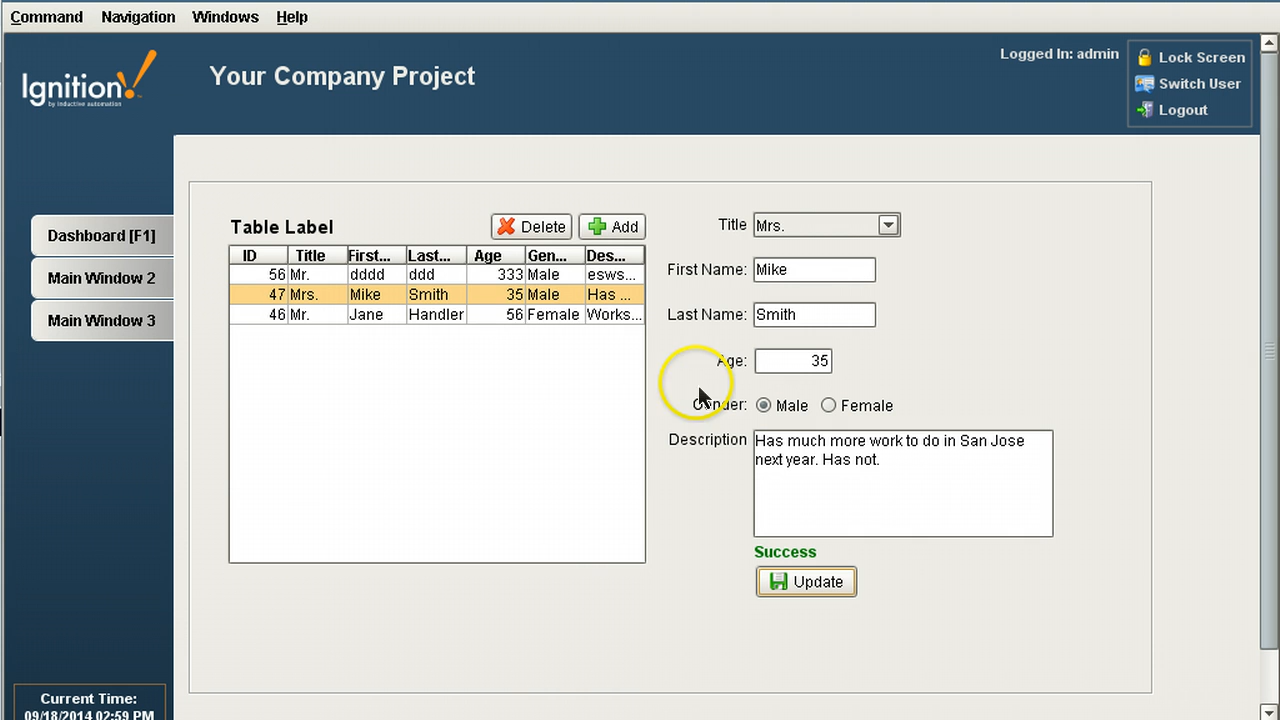 Command Navigation Windows Help
Ignition!
by inductive automation
Your Company Project
Logged In: admin
Lock Screen
Switch User
Logout
Dashboard [F1]
Main Window 2
Main Window 3
Table Label
Delete Add
ID Title First... Last... Age Gen... Des...
56 Mr. dddd ddd 333 Male esws...
47 Mrs. Mike Smith 35 Male Has ...
46 Mr. Jane Handler 56 Female Works...
Title Mrs.
First Name: Mike
Last Name: Smith
Age: 35
Gender: Male Female
Description
Has much more work to do in San Jose
next year. Has not.
Success
Update
Current Time:
09/18/2014 02:59 PM